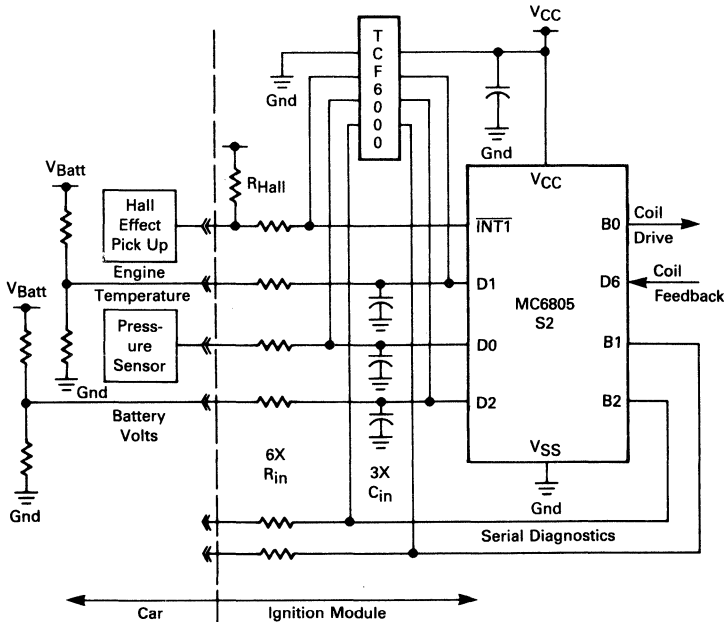 TCF6000
VCC
Gnd
Gnd
VBatt
RHall
Hall
Effect
Pick Up
VCC
INT1
B0
Coil
Drive
Engine
Temperature
D1
D6
Coil
Feedback
VBatt
MC6805
S2
Press-
ure
Sensor
D0
B1
Gnd
Battery
Volts
D2
B2
6X
Rin
3X
Cin
VSS
Gnd
Gnd
Serial Diagnostics
Car
Ignition Module